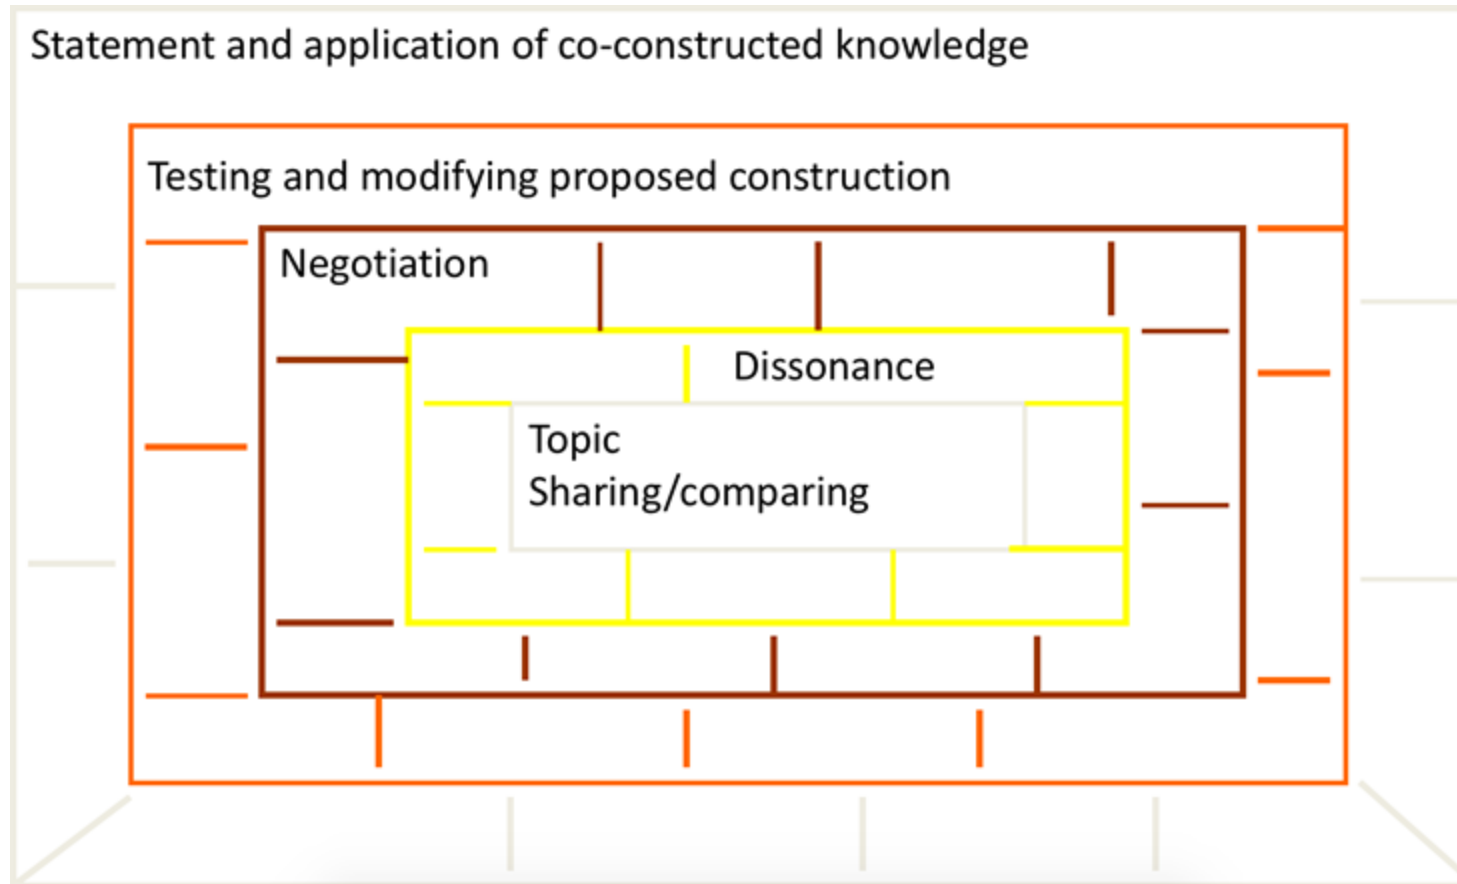 Statement and application of co-constructed knowledge
Testing and modifying proposed construction
Negotiation
Dissonance
Topic
Sharing/comparing